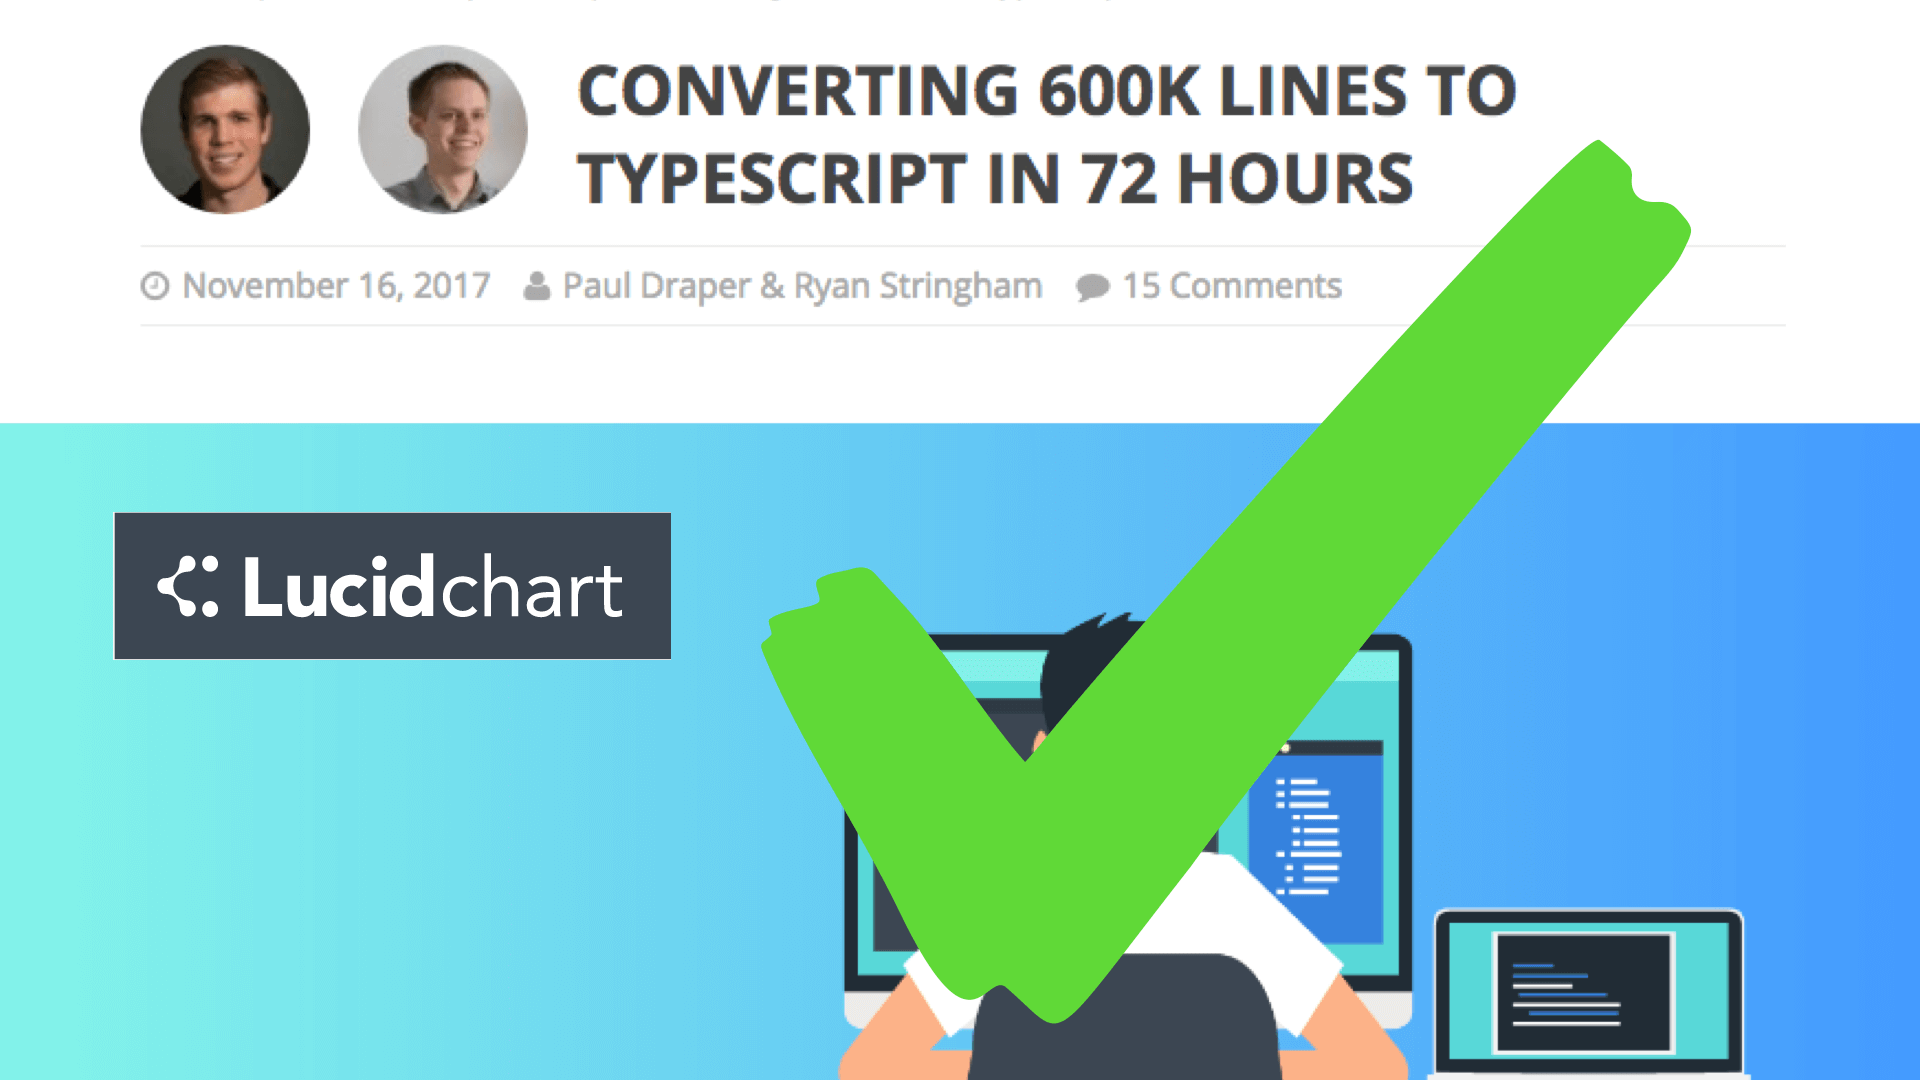 CONVERTING 600K LINES TO
TYPESCRIPT IN 72 HOURS
November 16, 2017 Paul Draper & Ryan Stringham 15 Comments
Lucidchart